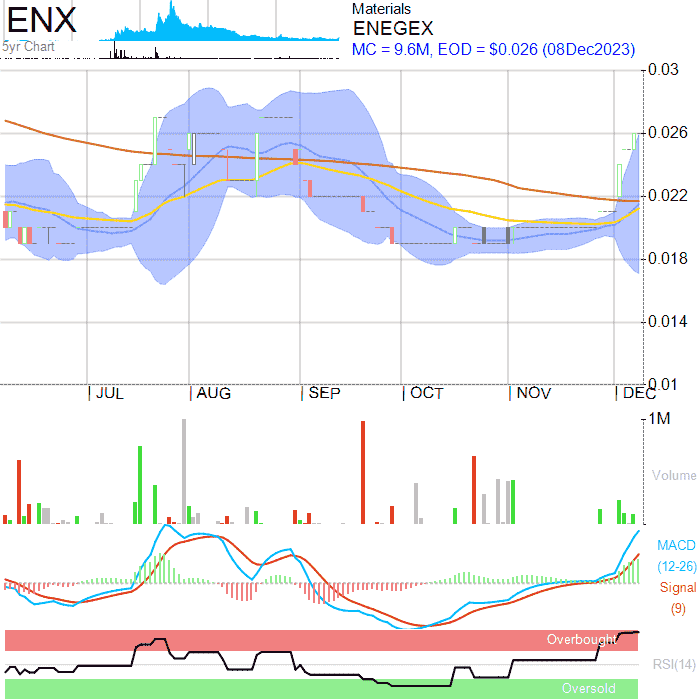 ENX
5yr Chart
Materials
ENEGEX
MC = 9.6M, EOD = $0.026 (08Dec2023)
0.03
0.026
0.022
0.018
0.014
0.01
JUL AUG SEP OCT NOV DEC
1M
Volume
MACD
(12-26)
Signal
(9)
Overbought
RSI(14)
Oversold